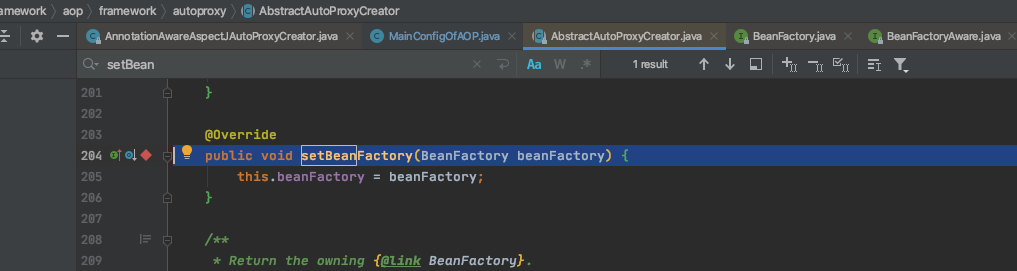 amework › aop › framework › autoproxy › AbstractAutoProxyCreator
AnnotationAwareAspectJAutoProxyCreator.java × MainConfigOfAOP.java × AbstractAutoProxyCreator.java × BeanFactory.java × BeanFactoryAware.java
setBean × Aa W .* 1 result
201 }
202
203 @Override
204 public void setBeanFactory(BeanFactory beanFactory) {
205 this.beanFactory = beanFactory;
206 }
207
208 /**
209 * Return the owning {@link BeanFactory}.